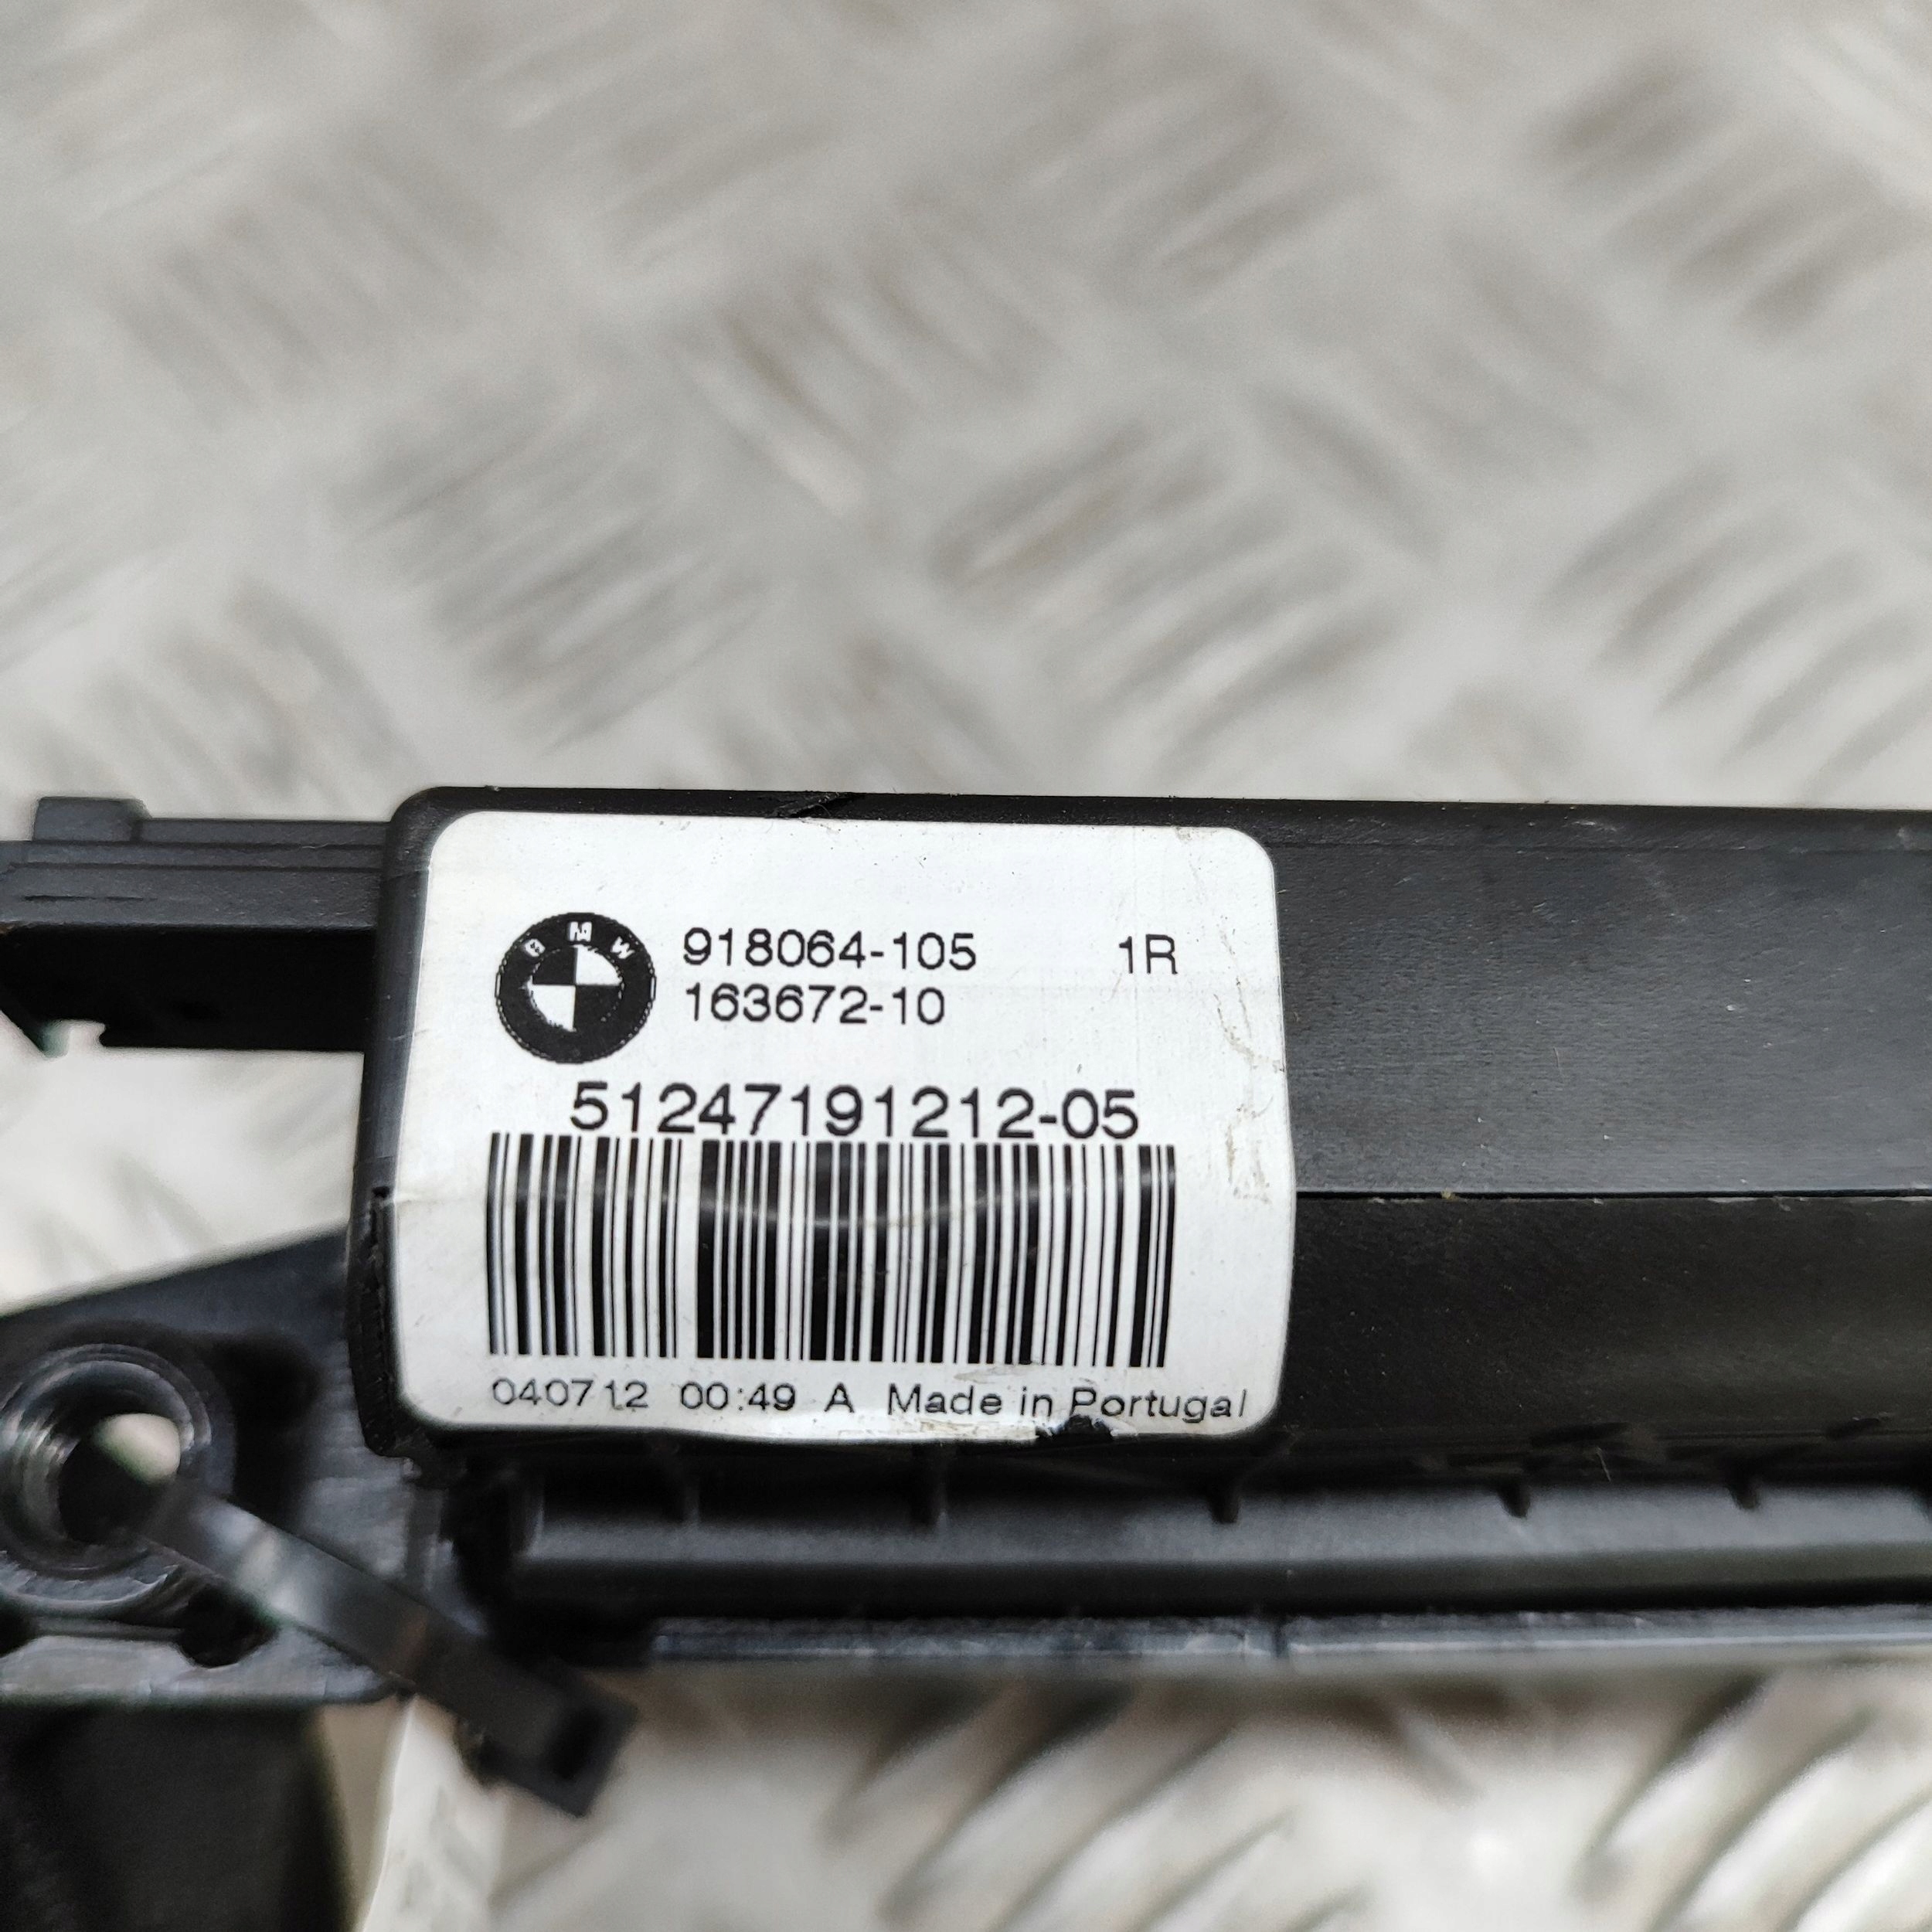 BMW
918064-105 1R
163672-10
51247191212-05
040712 00:49 A Made in Portugal